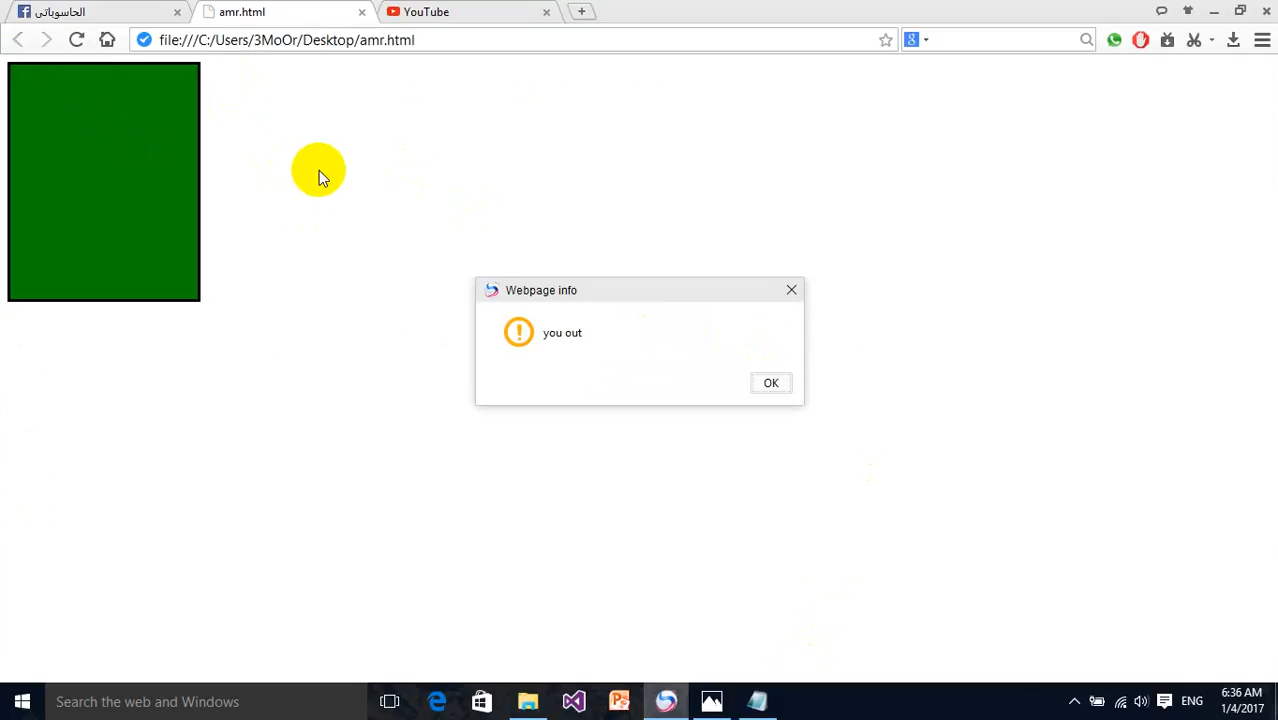 الحاسوباتي
amr.html
YouTube
file:///C:/Users/3MoOr/Desktop/amr.html
Webpage info
you out
OK
Search the web and Windows
ENG
6:36 AM
1/4/2017